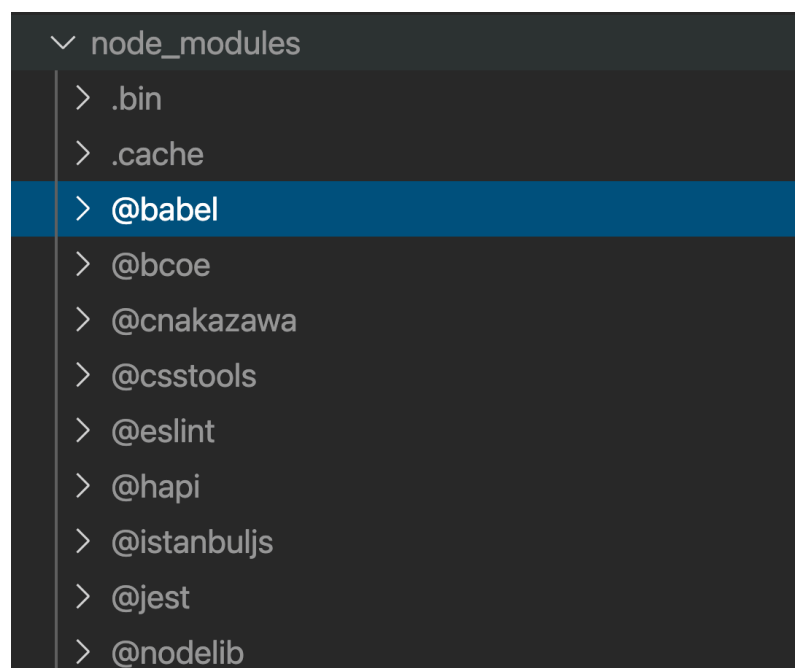 node_modules
.bin
.cache
@babel
@bcoe
@cnakazawa
@csstools
@eslint
@hapi
@istanbuljs
@jest
@nodelib